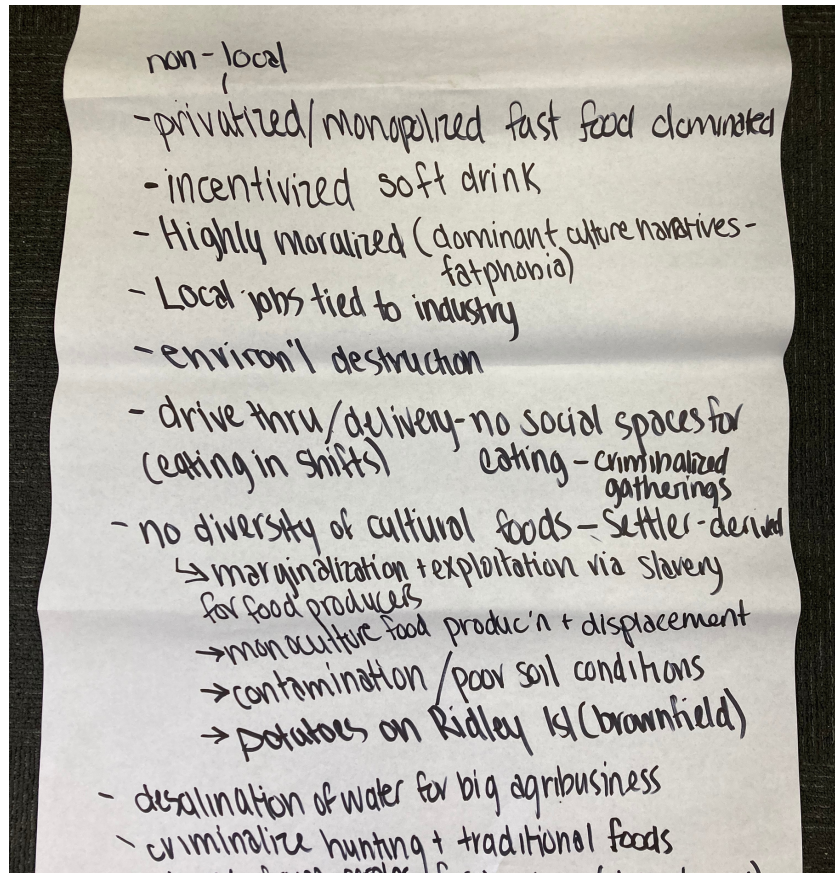 non-local
-privatized/monopolized fast food dominated
-incentivized soft drink
- Highly moralized (dominant culture narratives-
fatphobia)
- Local jobs tied to industry
-environ'l destruction
- drive thru/delivery-no social spaces for
(eating in shifts) eating - criminalized
gatherings
- no diversity of cultural foods - settler-derived
↳ marginalization + exploitation via slavery
for food producers
→ monoculture food produc'n + displacement
→ contamination/poor soil conditions
→ potatoes on Ridley Isl (brownfield)
- desalination of water for big agribusiness
- criminalize hunting + traditional foods